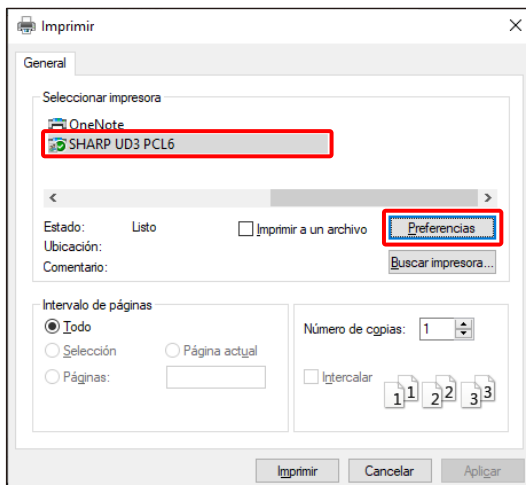 Imprimir
General
Seleccionar impresora
OneNote
SHARP UD3 PCL6
Estado: Listo
Imprimir a un archivo
Preferencias
Ubicación:
Comentario:
Buscar impresora...
Intervalo de páginas
Todo
Selección Página actual
Páginas:
Número de copias: 1
Intercalar
1 1 2 2 3 3
Imprimir Cancelar Aplicar